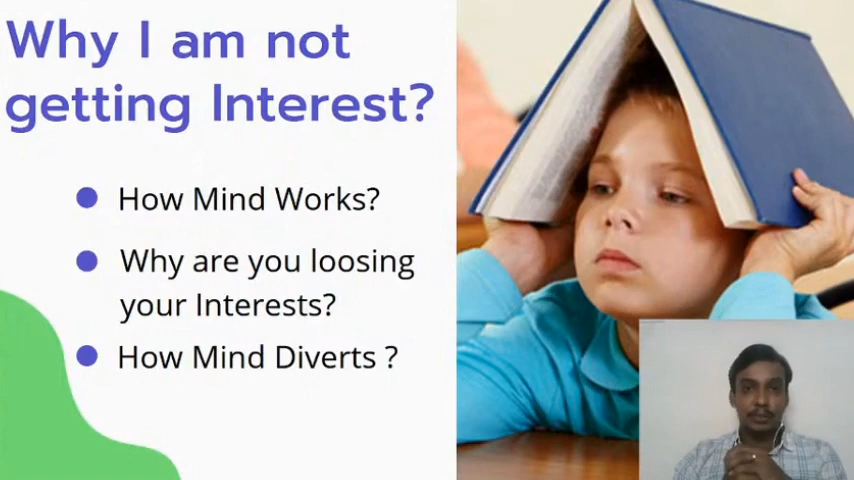 Why I am not
getting Interest?
How Mind Works?
Why are you loosing
your Interests?
How Mind Diverts ?